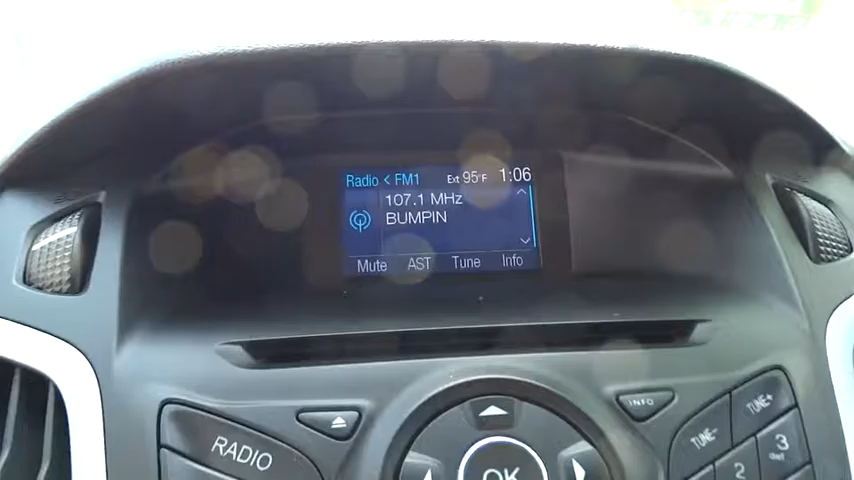 Radio < FM1 Ext 95°F 1:06
107.1 MHz
BUMPIN
Mute AST Tune Info
INFO
TUNE+
TUNE-
RADIO
OK
2
3